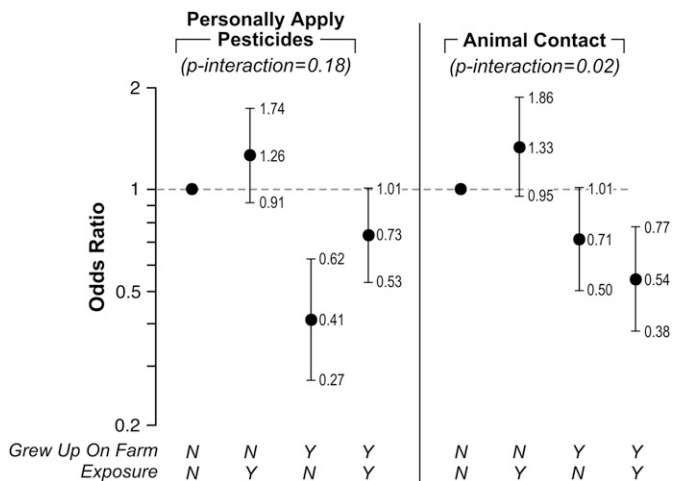 Personally Apply
Pesticides
(p-interaction=0.18)
Animal Contact
(p-interaction=0.02)
Odds Ratio
2
1
0.5
0.2
1.74
1.26
0.91
0.62
0.41
0.27
1.01
0.73
0.53
1.86
1.33
0.95
1.01
0.71
0.50
0.77
0.54
0.38
Grew Up On Farm N N Y Y N N Y Y
Exposure N Y N Y N Y N Y